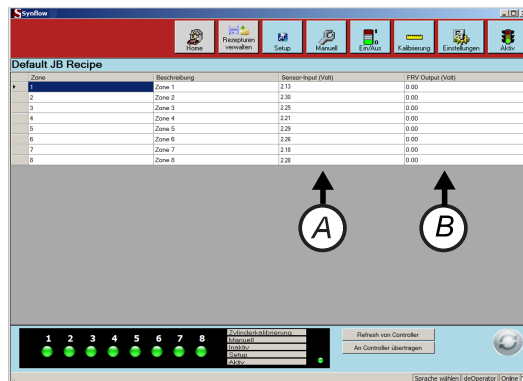 Synflow
Home
Rezepturen verwalten
Setup
Manuell
Ein/Aus
Kalibrierung
Einstellungen
Aktiv
Default JB Recipe
Zone Beschreibung Sensor-Input (Volt) FRV Output (Volt)
1 Zone 1 2.13 0.00
2 Zone 2 2.30 0.00
3 Zone 3 2.25 0.00
4 Zone 4 2.21 0.00
5 Zone 5 2.29 0.00
6 Zone 6 2.26 0.00
7 Zone 7 2.18 0.00
8 Zone 8 2.28 0.00
A B
1 2 3 4 5 6 7 8
Zylinderkalibrierung
Manuell
Inaktiv
Setup
Aktiv
Refresh von Controller
An Controller übertragen
Sprache wählen deOperator Online